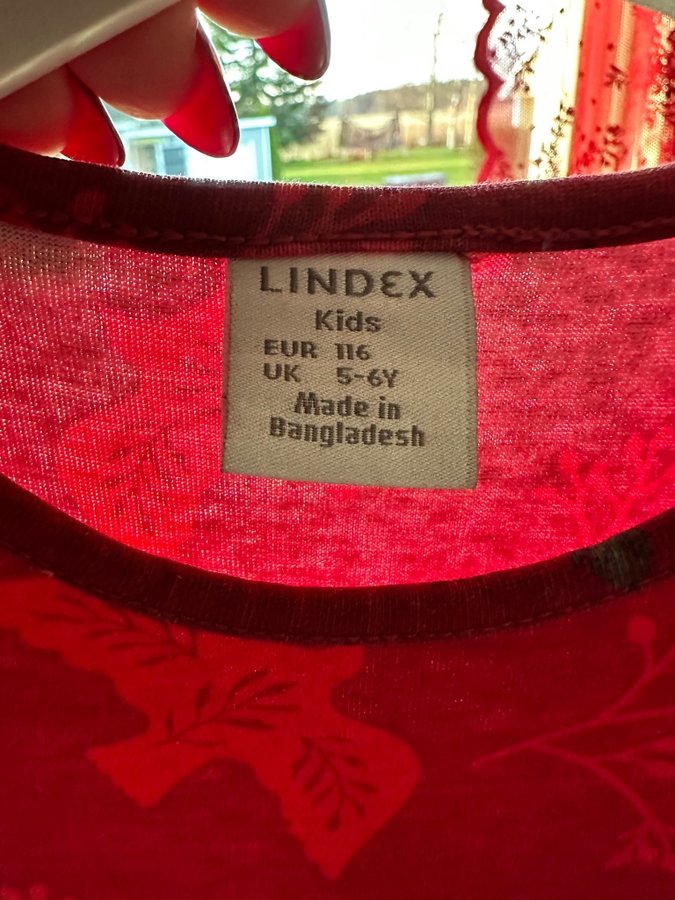 LINDEX
Kids
EUR 116
UK 5-6Y
Made in
Bangladesh